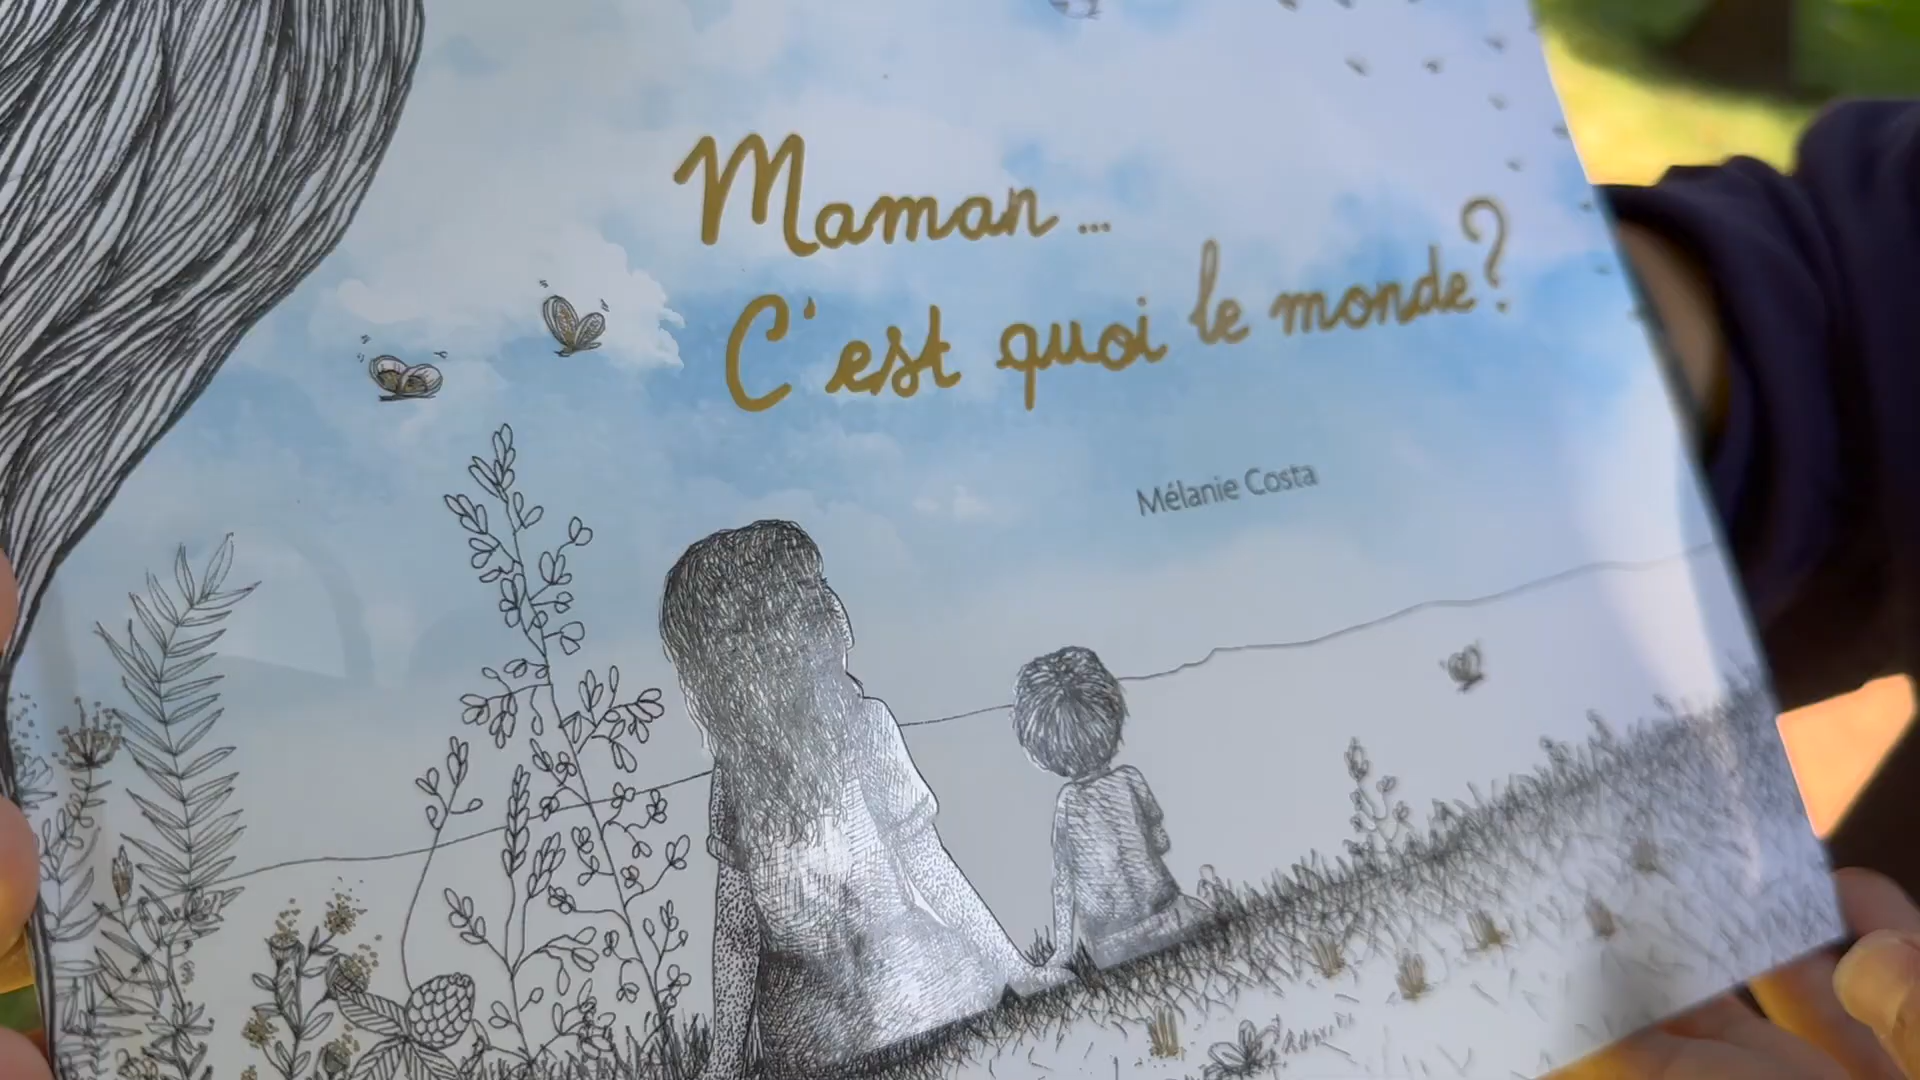 Maman ...
C'est quoi le monde ?
Mélanie Costa